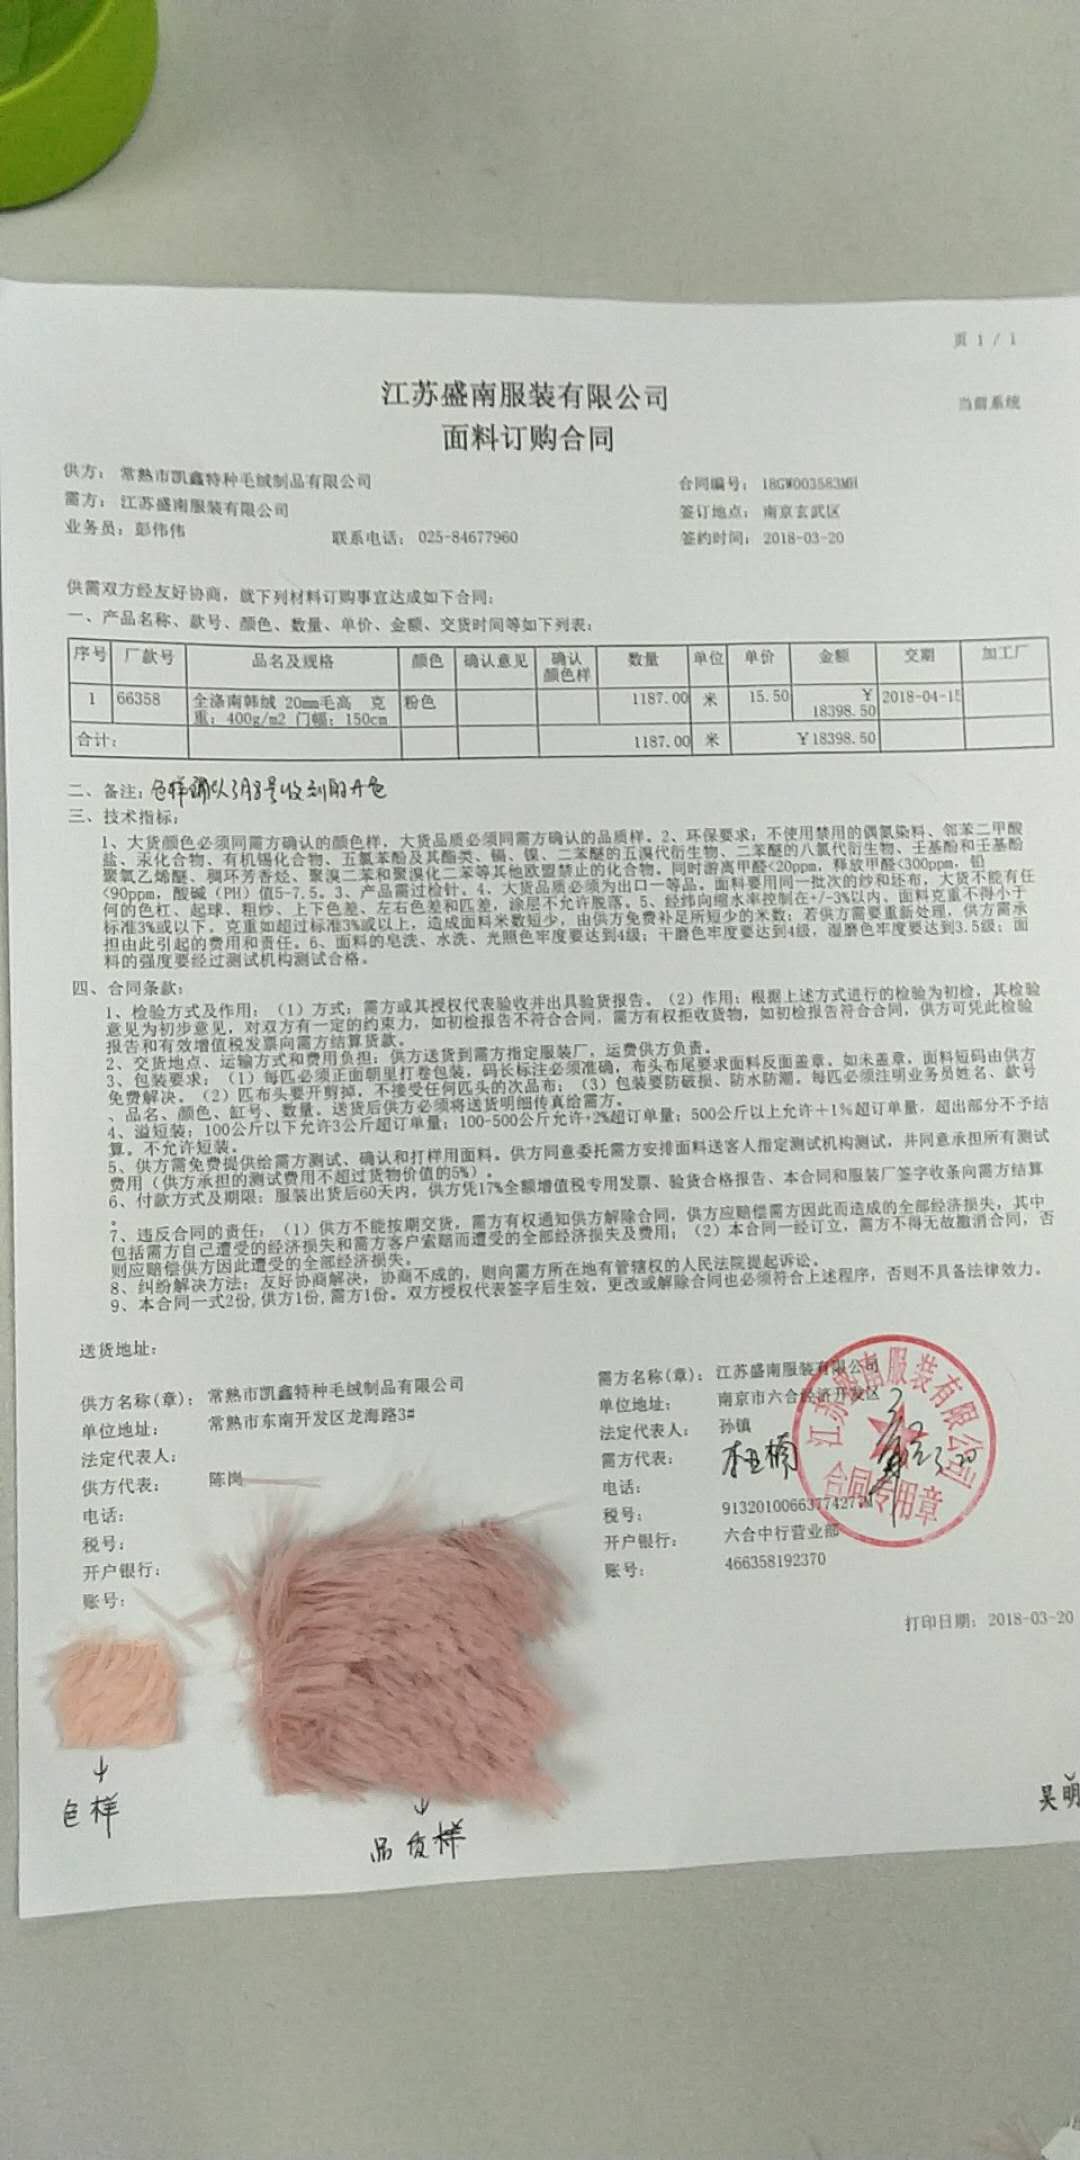 页 1 / 1
江苏盛南服装有限公司
当前系统
面料订购合同
供方： 常熟市凯鑫特种毛绒制品有限公司
合同编号： 18GW003583MH
需方： 江苏盛南服装有限公司
签订地点： 南京玄武区
业务员：彭伟伟 联系电话： 025-84677960 签约时间： 2018-03-20
供需双方经友好协商，就下列材料订购事宜达成如下合同：
一、产品名称、款号、颜色、数量、单价、金额、交货时间等如下列表：
序号 厂款号 品名及规格 颜色 确认意见 确认颜色样 数量 单位 单价 金额 交期 加工厂
1 66358 全涤南韩绒 20mm毛高 克 粉色 1187.00 米 15.50 ￥ 2018-04-15
重：400g/m2 门幅：150cm 18398.50
合计： 1187.00 米 ￥18398.50
二、备注：色样确认3月8号收到的A色
三、技术指标：
1、大货颜色必须同需方确认的颜色样，大货品质必须同需方确认的品质样。2、环保要求：不使用禁用的偶氮染料、邻苯二甲酸
盐、汞化合物、有机锡化合物、五氯苯酚及其酯类、镉、镍、二苯醚的五溴代衍生物、二苯醚的八氯代衍生物、壬基酚和壬基酚
聚氧乙烯醚、稠环芳香烃、聚溴二苯和聚溴化二苯等其他欧盟禁止的化合物。同时游离甲醛<20ppm，释放甲醛<300ppm，铅
<90ppm，酸碱（PH）值5-7.5。3、产品需过检针。4、大货品质必须为出口一等品。面料要用同一批次的纱和坯布，大货不能有任
何的色杠、起球、粗纱、上下色差、左右色差和匹差，涂层不允许脱落。5、经纬向缩水率控制在+/-3%以内。面料克重不得小于
标准3%或以下。克重如超过标准3%或以上，造成面料米数短少，由供方免费补足所短少的米数；若供方需要重新处理，供方需承
担由此引起的费用和责任。6、面料的皂洗、水洗、光照色牢度要达到4级；干磨色牢度要达到4级，湿磨色牢度要达到3.5级；面
料的强度要经过测试机构测试合格。
四、合同条款：
1、检验方式及作用：（1）方式：需方或其授权代表验收并出具验货报告。（2）作用：根据上述方式进行的检验为初检，其检验
意见为初步意见，对双方有一定的约束力，如初检报告不符合合同，需方有权拒收货物，如初检报告符合合同，供方可凭此检验
报告和有效增值税发票向需方结算货款。
2、交货地点、运输方式和费用负担：供方送货到需方指定服装厂，运费供方负责。
3、包装要求：（1）每匹必须正面朝里打卷包装，码长标注必须准确，布头布尾要求面料反面盖章，如未盖章，面料短码由供方
免费解决。（2）匹布头要开剪掉，不接受任何匹头的次品布；（3）包装要防破损、防水防潮。每匹必须注明业务员姓名、款号
、品名、颜色、缸号、数量。送货后供方必须将送货明细传真给需方。
4、溢短装：100公斤以下允许3公斤超订单量；100-500公斤允许+2%超订单量；500公斤以上允许＋1%超订单量，超出部分不予结
算。不允许短装。
5、供方需免费提供给需方测试、确认和打样用面料。供方同意委托需方安排面料送客人指定测试机构测试，并同意承担所有测试
费用（供方承担的测试费用不超过货物价值的5%）。
6、付款方式及期限：服装出货后60天内，供方凭17%全额增值税专用发票、验货合格报告、本合同和服装厂签字收条向需方结算
。
7、违反合同的责任：（1）供方不能按期交货，需方有权通知供方解除合同，供方应赔偿需方因此而造成的全部经济损失，其中
包括需方自己遭受的经济损失和需方客户索赔而遭受的全部经济损失及费用；（2）本合同一经订立，需方不得无故撤消合同，否
则应赔偿供方因此遭受的全部经济损失。
8、纠纷解决方法：友好协商解决，协商不成的，则向需方所在地有管辖权的人民法院提起诉讼。
9、本合同一式2份,供方1份,需方1份。双方授权代表签字后生效，更改或解除合同也必须符合上述程序，否则不具备法律效力。
送货地址：
供方名称(章)： 常熟市凯鑫特种毛绒制品有限公司
单位地址： 常熟市东南开发区龙海路3#
法定代表人：
供方代表： 陈岗
电话：
税号：
开户银行：
账号：
需方名称(章)： 江苏盛南服装有限公司
单位地址： 南京市六合经济开发区
法定代表人： 孙镇
需方代表：
电话：
税号： 913201006637742 77M
开户银行： 六合中行营业部
账号： 466358192370
江苏盛南服装有限公司
合同专用章
打印日期：2018-03-20
色样
品质样
吴明